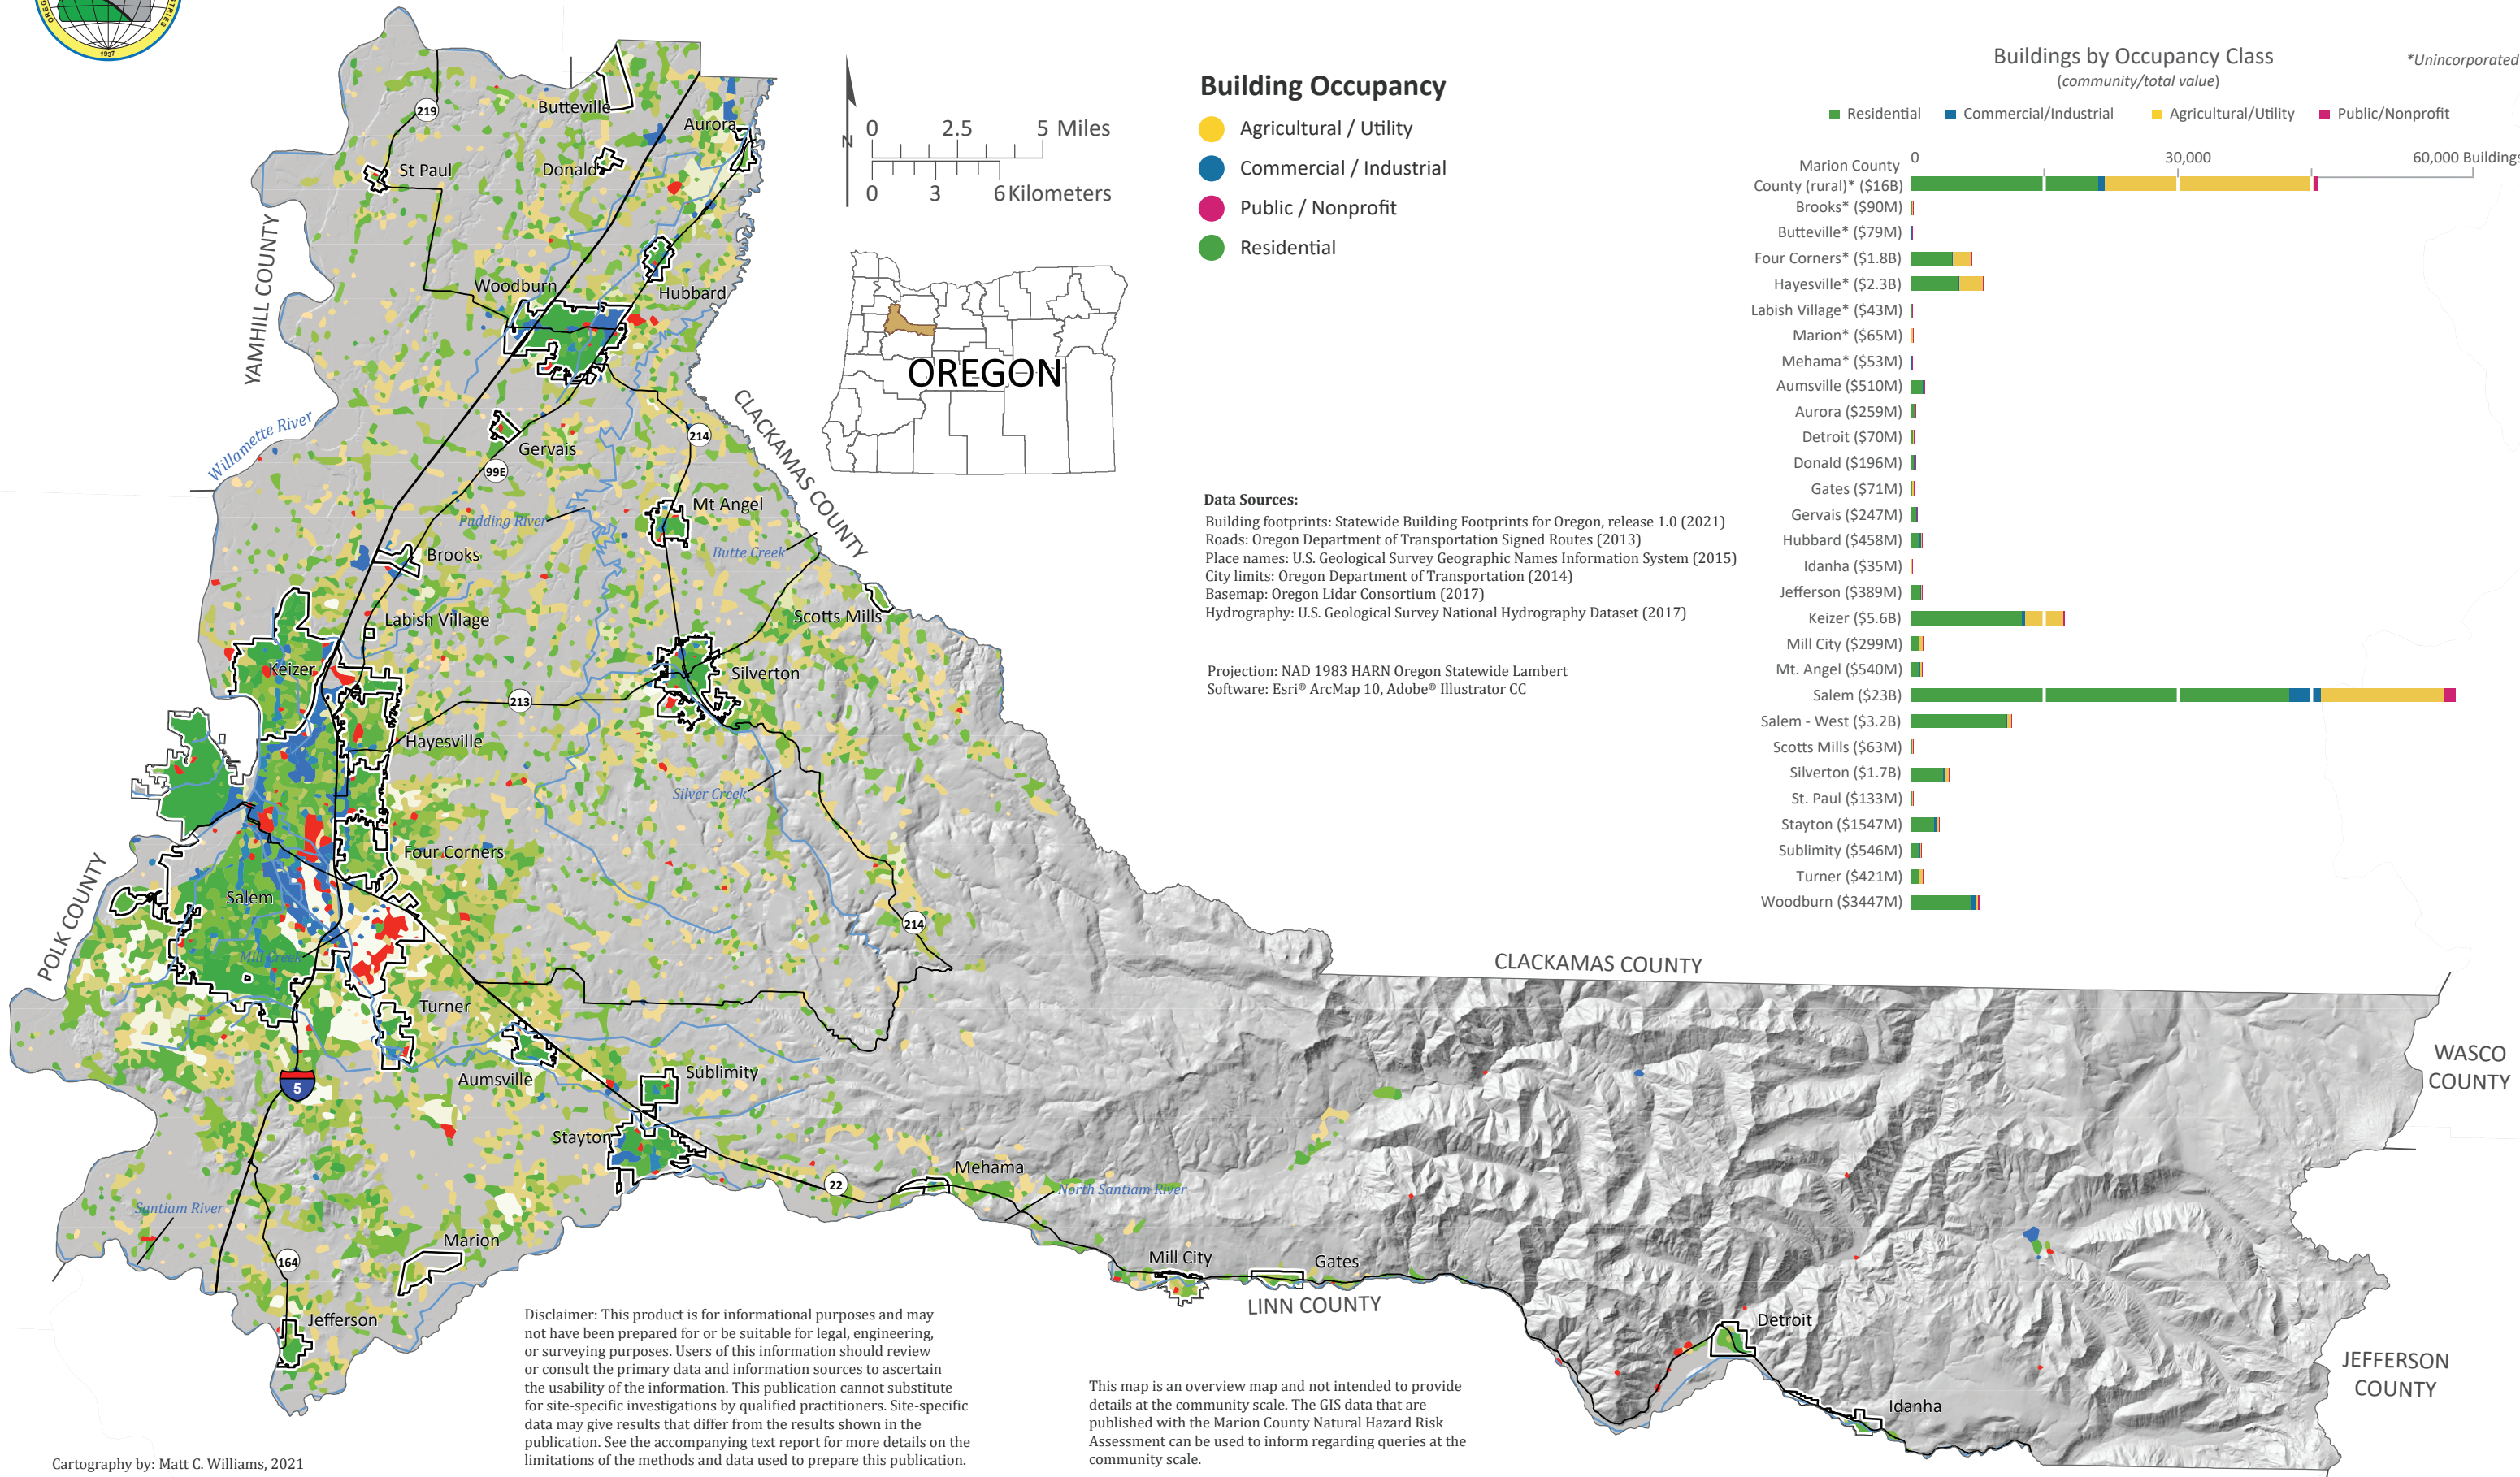 OREG
STRIES
1937
Building Occupancy
Agricultural / Utility
Commercial / Industrial
Public / Nonprofit
Residential
0 2.5 5 Miles
N
0 3 6 Kilometers
OREGON
Data Sources:
Building footprints: Statewide Building Footprints for Oregon, release 1.0 (2021)
Roads: Oregon Department of Transportation Signed Routes (2013)
Place names: U.S. Geological Survey Geographic Names Information System (2015)
City limits: Oregon Department of Transportation (2014)
Basemap: Oregon Lidar Consortium (2017)
Hydrography: U.S. Geological Survey National Hydrography Dataset (2017)
Projection: NAD 1983 HARN Oregon Statewide Lambert
Software: Esri® ArcMap 10, Adobe® Illustrator CC
Buildings by Occupancy Class
(community/total value)
*Unincorporated
Residential Commercial/Industrial Agricultural/Utility Public/Nonprofit
0 30,000 60,000 Buildings
Marion County
County (rural)* ($16B)
Brooks* ($90M)
Butteville* ($79M)
Four Corners* ($1.8B)
Hayesville* ($2.3B)
Labish Village* ($43M)
Marion* ($65M)
Mehama* ($53M)
Aumsville ($510M)
Aurora ($259M)
Detroit ($70M)
Donald ($196M)
Gates ($71M)
Gervais ($247M)
Hubbard ($458M)
Idanha ($35M)
Jefferson ($389M)
Keizer ($5.6B)
Mill City ($299M)
Mt. Angel ($540M)
Salem ($23B)
Salem - West ($3.2B)
Scotts Mills ($63M)
Silverton ($1.7B)
St. Paul ($133M)
Stayton ($1547M)
Sublimity ($546M)
Turner ($421M)
Woodburn ($3447M)
Butteville
219
Aurora
St Paul
Donald
YAMHILL COUNTY
Woodburn
Hubbard
CLACKAMAS COUNTY
Willamette River
214
Gervais
99E
Mt Angel
Pudding River
Butte Creek
Brooks
Scotts Mills
Labish Village
Keizer
Silverton
213
Hayesville
Silver Creek
Four Corners
POLK COUNTY
Salem
214
Mill Creek
CLACKAMAS COUNTY
Turner
WASCO
COUNTY
5
Aumsville
Sublimity
Stayton
Mehama
22
North Santiam River
Santiam River
Marion
164
Mill City
Gates
LINN COUNTY
Jefferson
Detroit
JEFFERSON
COUNTY
Idanha
Disclaimer: This product is for informational purposes and may
not have been prepared for or be suitable for legal, engineering,
or surveying purposes. Users of this information should review
or consult the primary data and information sources to ascertain
the usability of the information. This publication cannot substitute
for site-specific investigations by qualified practitioners. Site-specific
data may give results that differ from the results shown in the
publication. See the accompanying text report for more details on the
limitations of the methods and data used to prepare this publication.
This map is an overview map and not intended to provide
details at the community scale. The GIS data that are
published with the Marion County Natural Hazard Risk
Assessment can be used to inform regarding queries at the
community scale.
Cartography by: Matt C. Williams, 2021